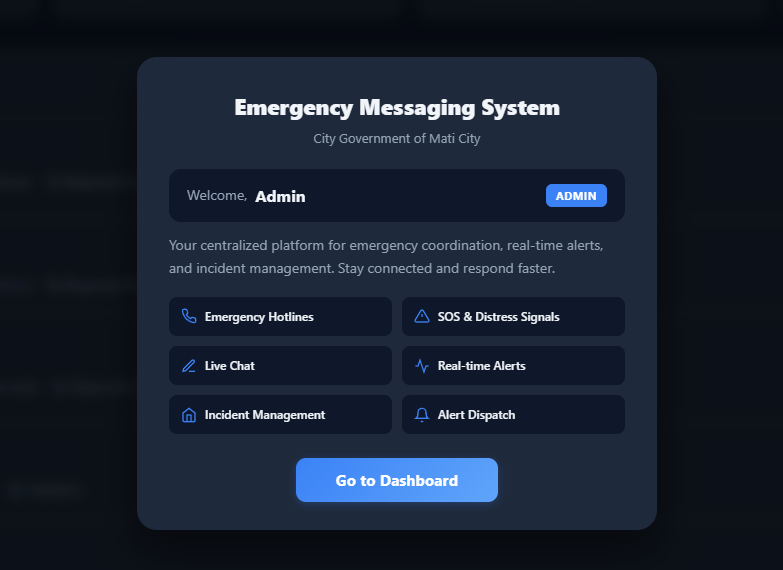 Emergency Messaging System
City Government of Mati City
Welcome, Admin
ADMIN
Your centralized platform for emergency coordination, real-time alerts,
and incident management. Stay connected and respond faster.
Emergency Hotlines
SOS & Distress Signals
Live Chat
Real-time Alerts
Incident Management
Alert Dispatch
Go to Dashboard